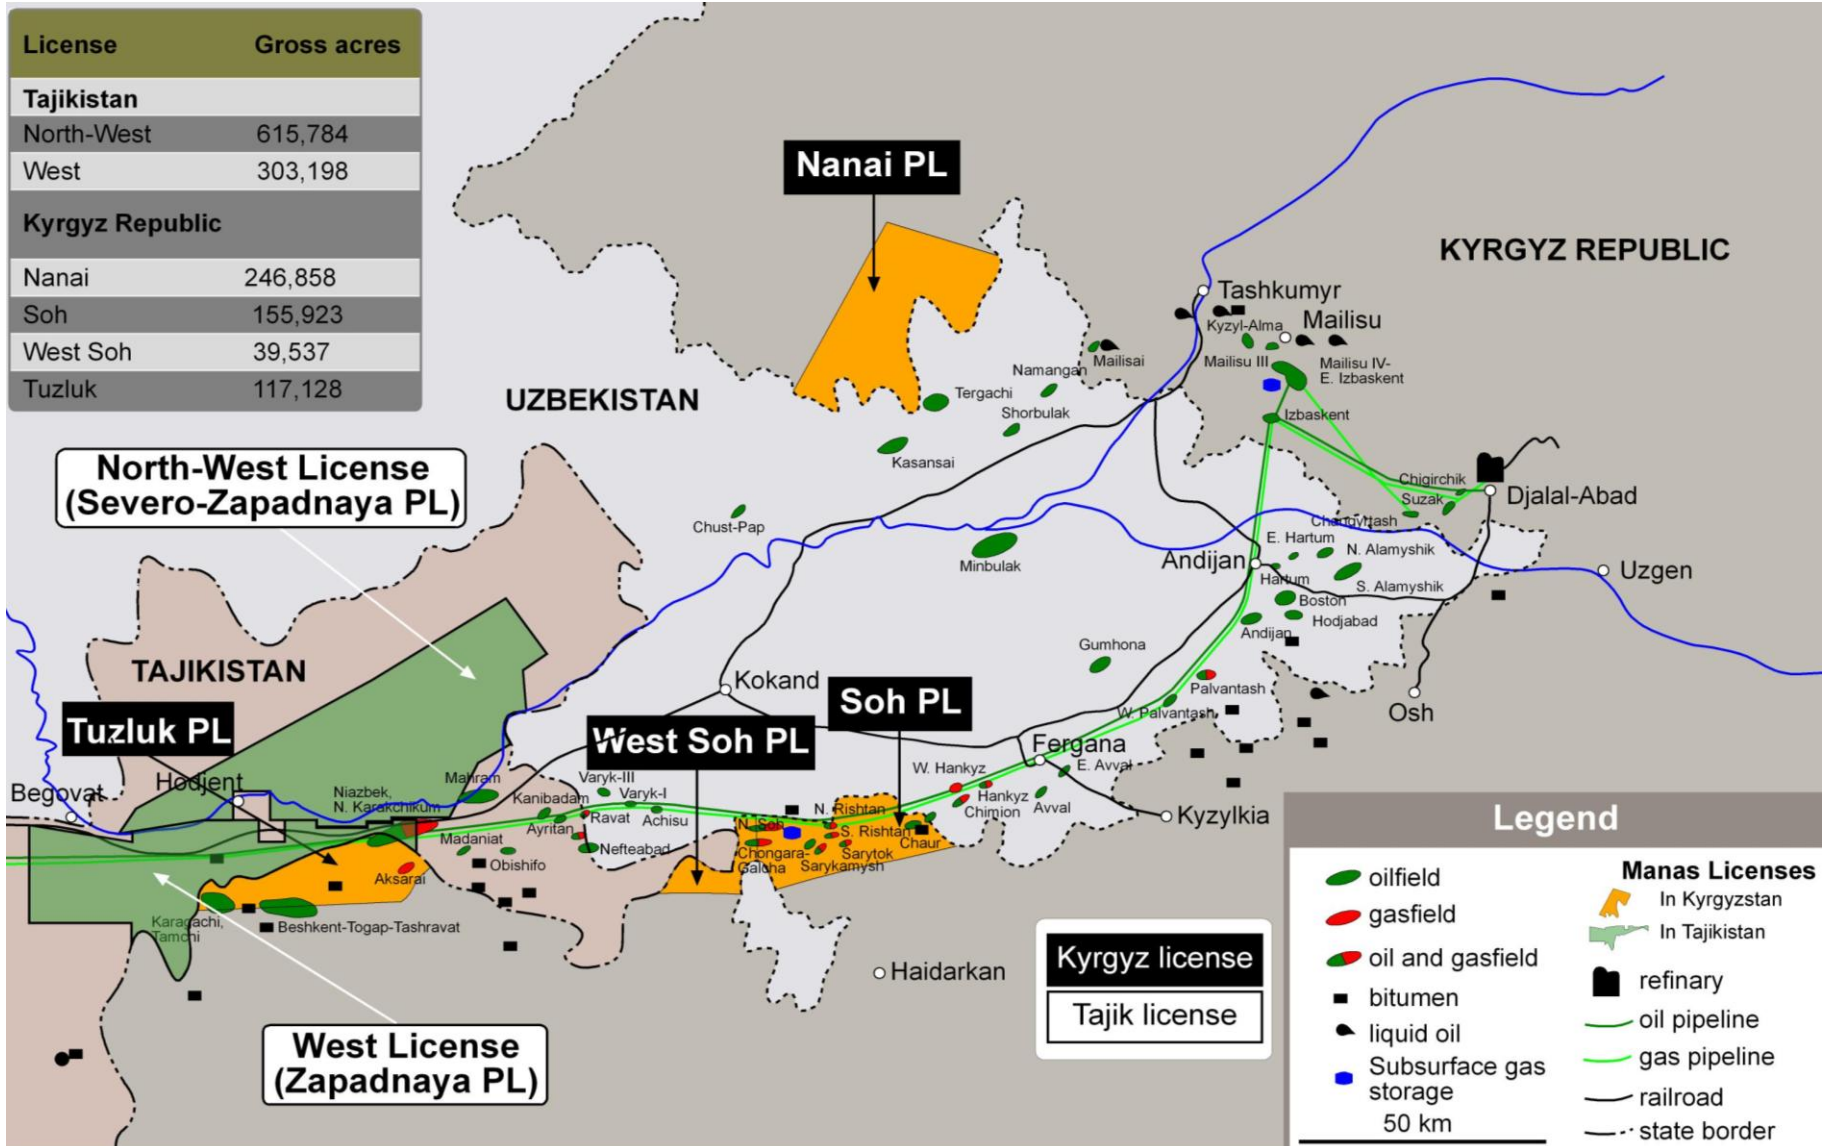 License Gross acres
Tajikistan
North-West 615,784
West 303,198
Kyrgyz Republic
Nanai 246,858
Soh 155,923
West Soh 39,537
Tuzluk 117,128
Nanai PL
KYRGYZ REPUBLIC
Tashkumyr
Kyzyl-Alma
Mailisu
Mailisai
Mailisu III
Mailisu IV-
E. Izbaskent
Namangan
Tergachi
Shorbulak
Izbaskent
UZBEKISTAN
Kasansai
North-West License
(Severo-Zapadnaya PL)
Chigirchik
Suzak
Djalal-Abad
Changyrtash
Chust-Pap
E. Hartum
N. Alamyshik
Minbulak
Andijan
Hartum
S. Alamyshik
Uzgen
Boston
Hodjabad
Andijan
Gumhona
TAJIKISTAN
Kokand
Soh PL
Palvantash
W. Palvantash
Osh
Tuzluk PL
West Soh PL
Fergana
E. Avval
W. Hankyz
Hankyz
Chimion
Avval
Begovat
Hodjent
Niazbek,
N. Karakchikum
Mahram
Varyk-III
Varyk-I
Kanibadam
Ayritan
Ravat
Achisu
N. Rishtan
N. Soh
S. Rishtan
Chaur
Kyzylkia
Madaniat
Obishifo
Nefteabad
Chongara-
Galcha
Sarykamysh
Sarytok
Aksarai
Karagachi,
Tamchi
Beshkent-Togap-Tashravat
Haidarkan
West License
(Zapadnaya PL)
Kyrgyz license
Tajik license
Legend
oilfield
gasfield
oil and gasfield
bitumen
liquid oil
Subsurface gas
storage
50 km
Manas Licenses
In Kyrgyzstan
In Tajikistan
refinary
oil pipeline
gas pipeline
railroad
state border